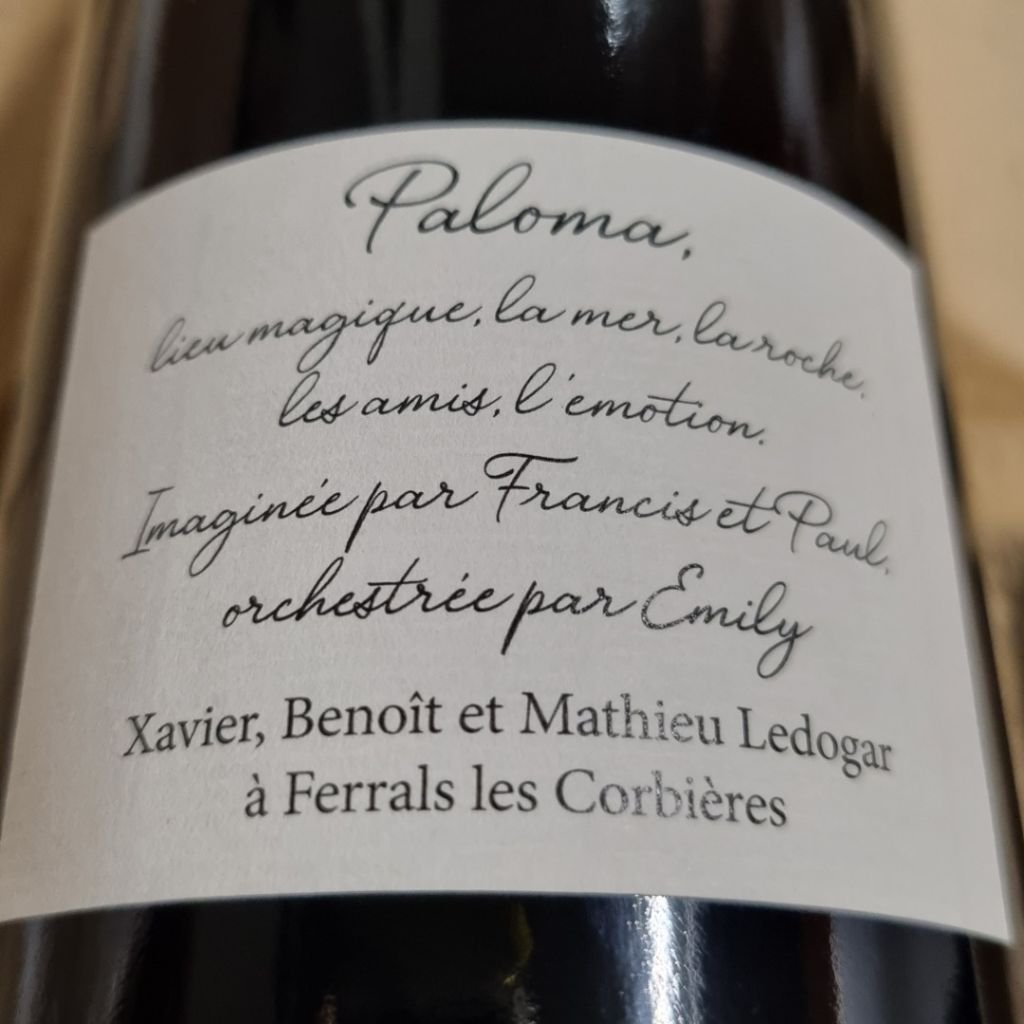 Paloma,
lieu magique, la mer, la roche,
les amis, l'émotion.
Imaginée par Francis et Paul,
orchestrée par Emily
Xavier, Benoît et Mathieu Ledogar
à Ferrals les Corbières